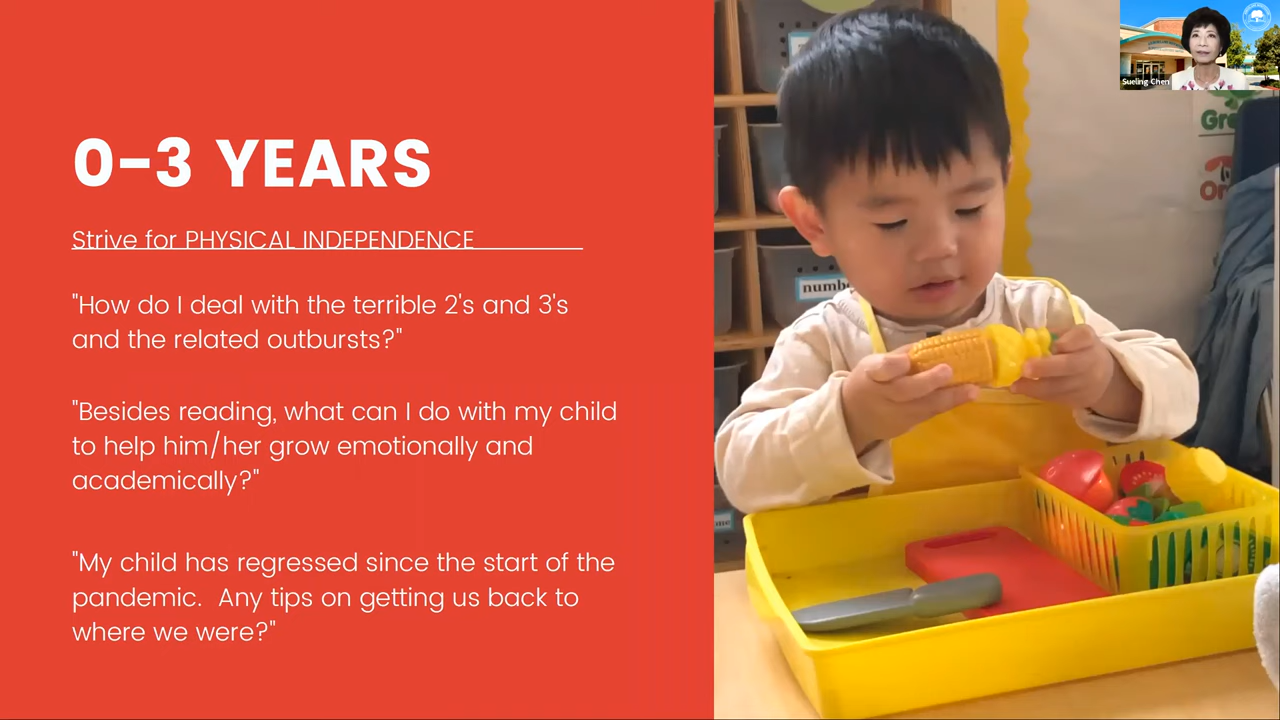 0-3 YEARS
Strive for PHYSICAL INDEPENDENCE
"How do I deal with the terrible 2's and 3's
and the related outbursts?"
"Besides reading, what can I do with my child
to help him/her grow emotionally and
academically?"
"My child has regressed since the start of the
pandemic.  Any tips on getting us back to
where we were?"
Sueling Chen